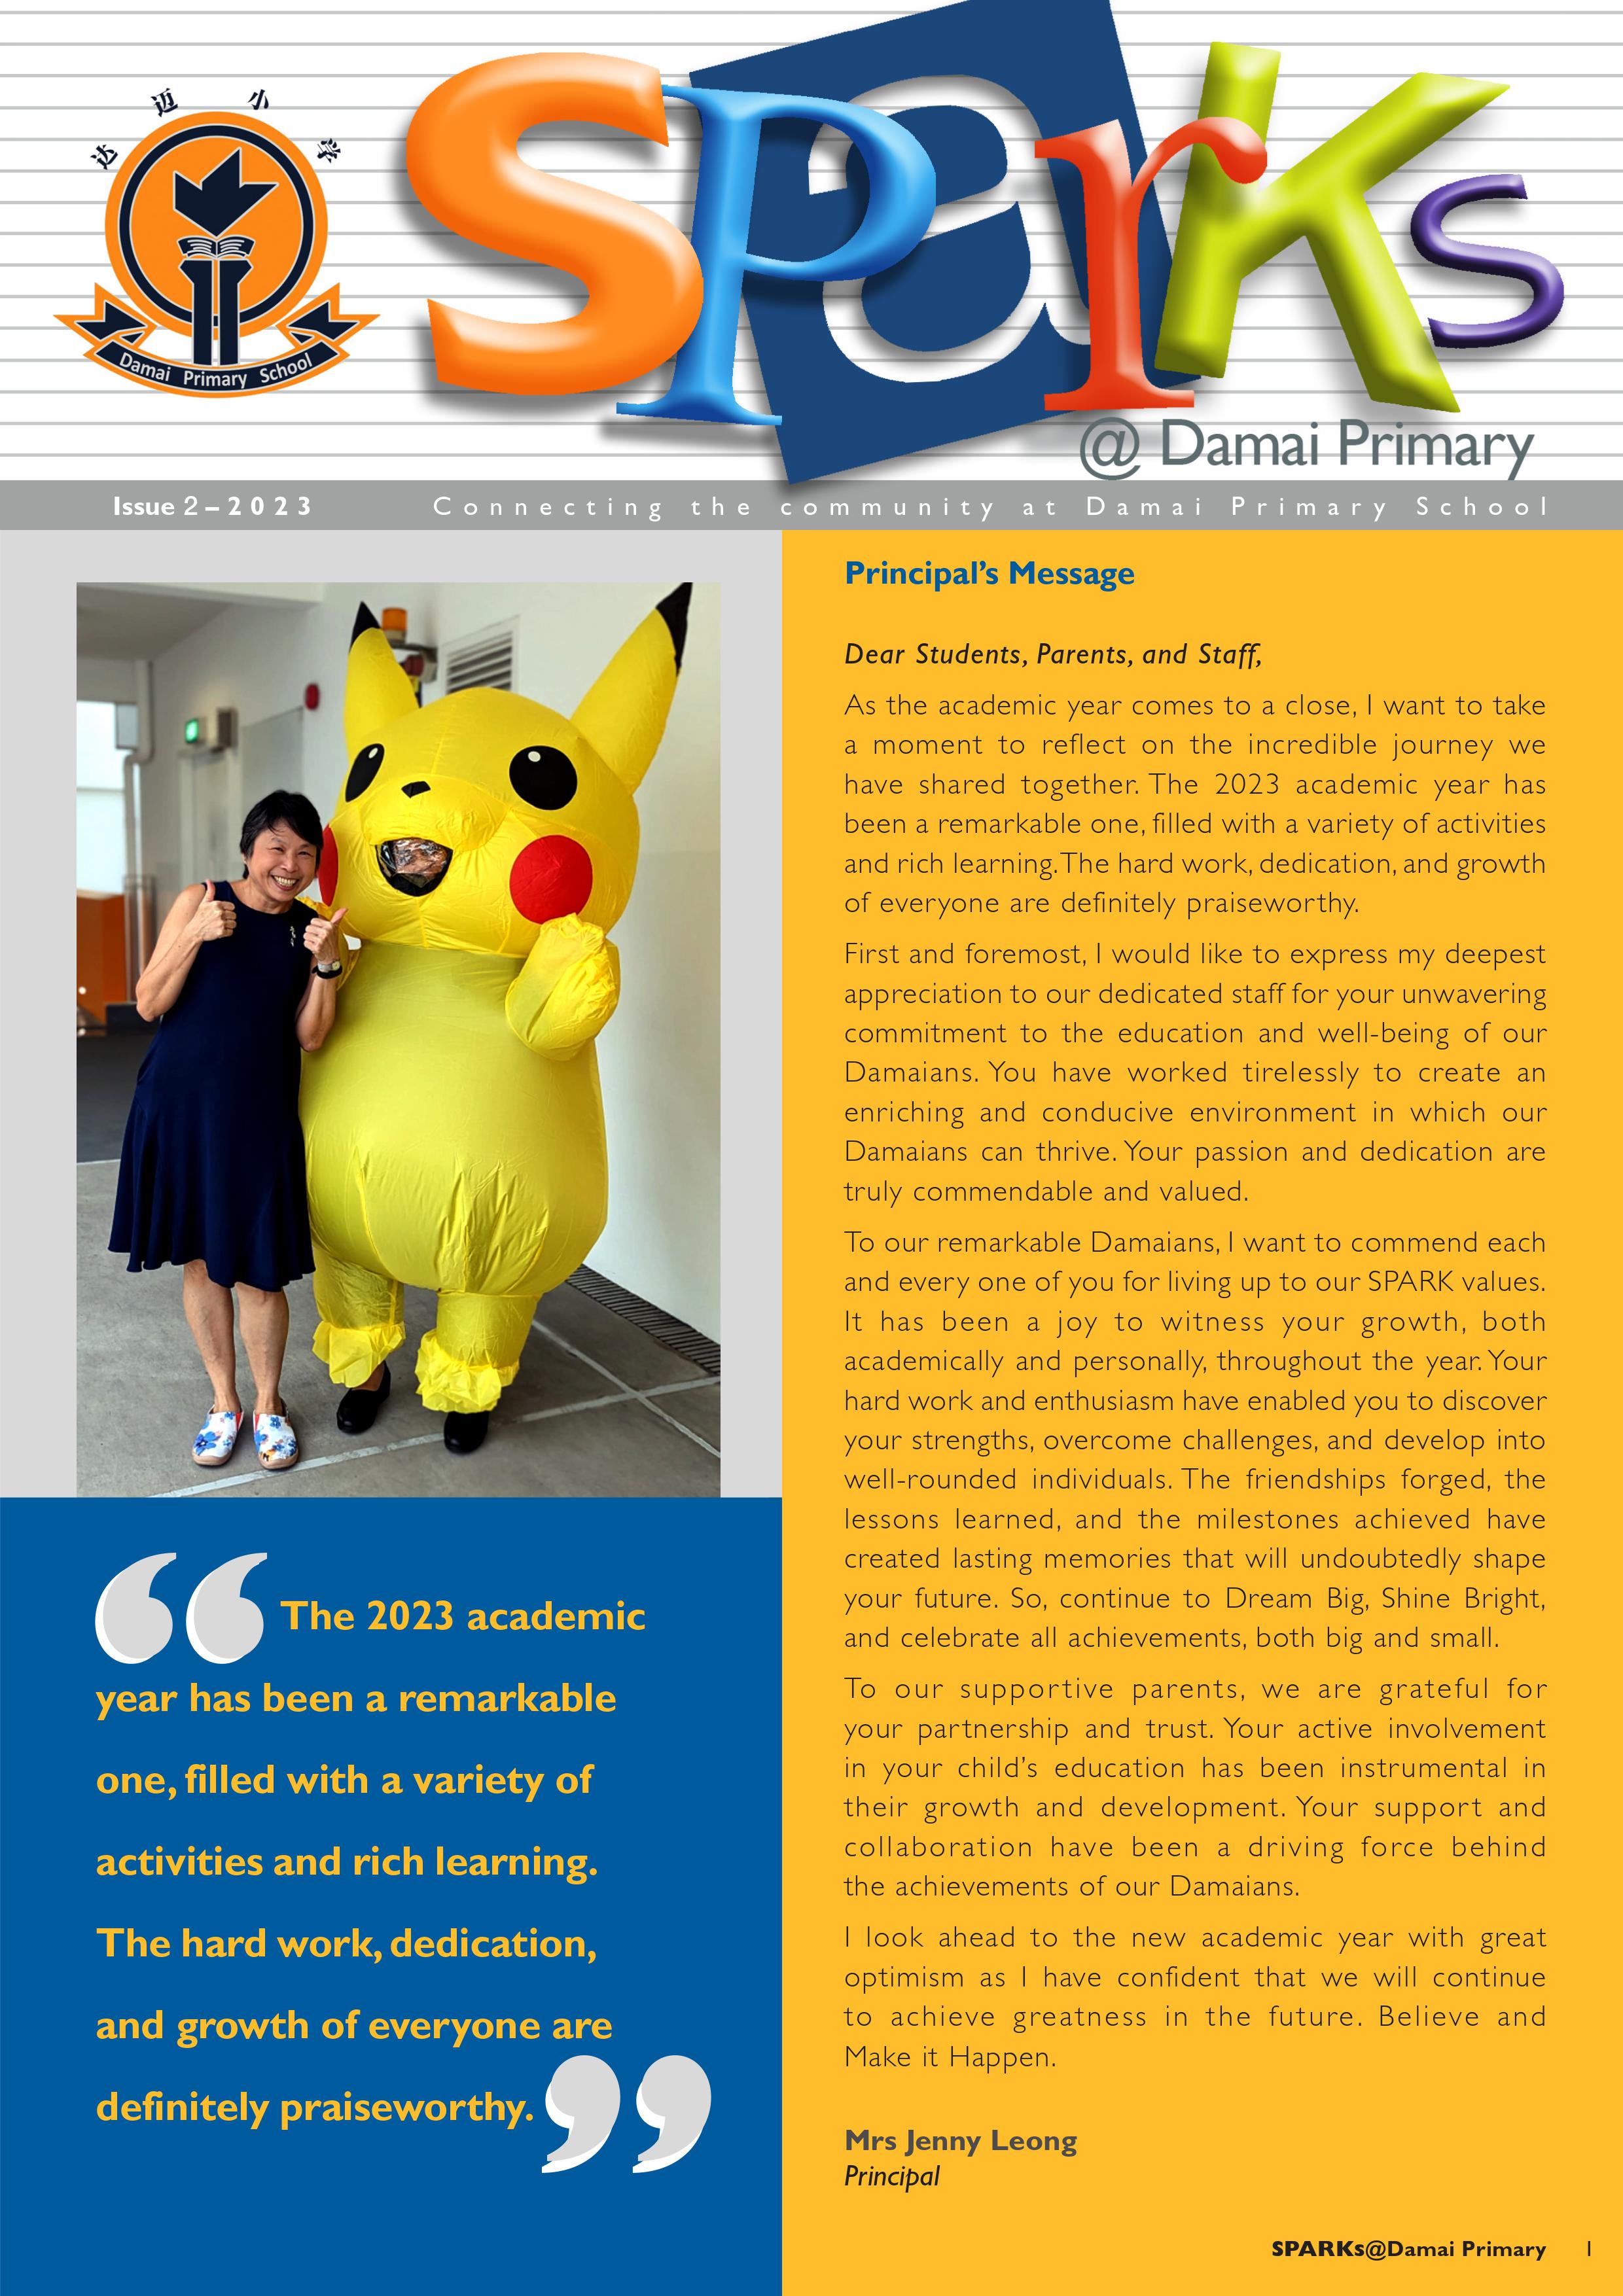 达迈小学
Damai Primary School
SPaRKs
@ Damai Primary
Issue 2 – 2023
Connecting the community at Damai Primary School
The 2023 academic
year has been a remarkable
one, filled with a variety of
activities and rich learning.
The hard work, dedication,
and growth of everyone are
definitely praiseworthy.
Principal’s Message
Dear Students, Parents, and Staff,
As the academic year comes to a close, I want to take
a moment to reflect on the incredible journey we
have shared together. The 2023 academic year has
been a remarkable one, filled with a variety of activities
and rich learning. The hard work, dedication, and growth
of everyone are definitely praiseworthy.
First and foremost, I would like to express my deepest
appreciation to our dedicated staff for your unwavering
commitment to the education and well-being of our
Damaians. You have worked tirelessly to create an
enriching and conducive environment in which our
Damaians can thrive. Your passion and dedication are
truly commendable and valued.
To our remarkable Damaians, I want to commend each
and every one of you for living up to our SPARK values.
It has been a joy to witness your growth, both
academically and personally, throughout the year. Your
hard work and enthusiasm have enabled you to discover
your strengths, overcome challenges, and develop into
well-rounded individuals. The friendships forged, the
lessons learned, and the milestones achieved have
created lasting memories that will undoubtedly shape
your future. So, continue to Dream Big, Shine Bright,
and celebrate all achievements, both big and small.
To our supportive parents, we are grateful for
your partnership and trust. Your active involvement
in your child’s education has been instrumental in
their growth and development. Your support and
collaboration have been a driving force behind
the achievements of our Damaians.
I look ahead to the new academic year with great
optimism as I have confident that we will continue
to achieve greatness in the future. Believe and
Make it Happen.
Mrs Jenny Leong
Principal
SPARKs@Damai Primary 1